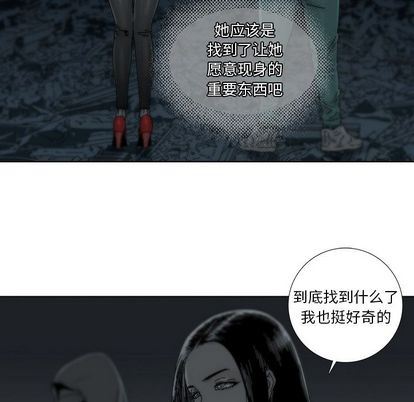 她应该是
找到了让她
愿意现身的
重要东西吧
到底找到什么了
我也挺好奇的